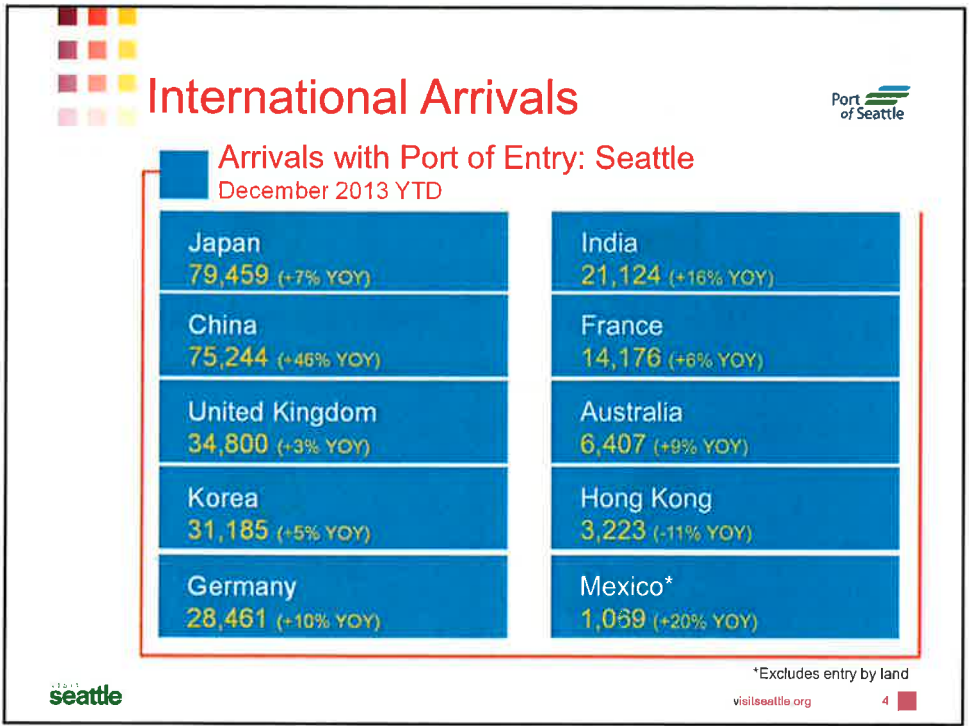 International Arrivals
Port
of Seattle
Arrivals with Port of Entry: Seattle
December 2013 YTD
Japan
79,459 (+7% YOY)
China
75,244 (+46% YOY)
United Kingdom
34,800 (+3% YOY)
Korea
31,185 (+5% YOY)
Germany
28,461 (+10% YOY)
India
21,124 (+16% YOY)
France
14,176 (+6% YOY)
Australia
6,407 (+9% YOY)
Hong Kong
3,223 (-11% YOY)
Mexico*
1,069 (+20% YOY)
*Excludes entry by land
visit
seattle
visitseattle.org
4